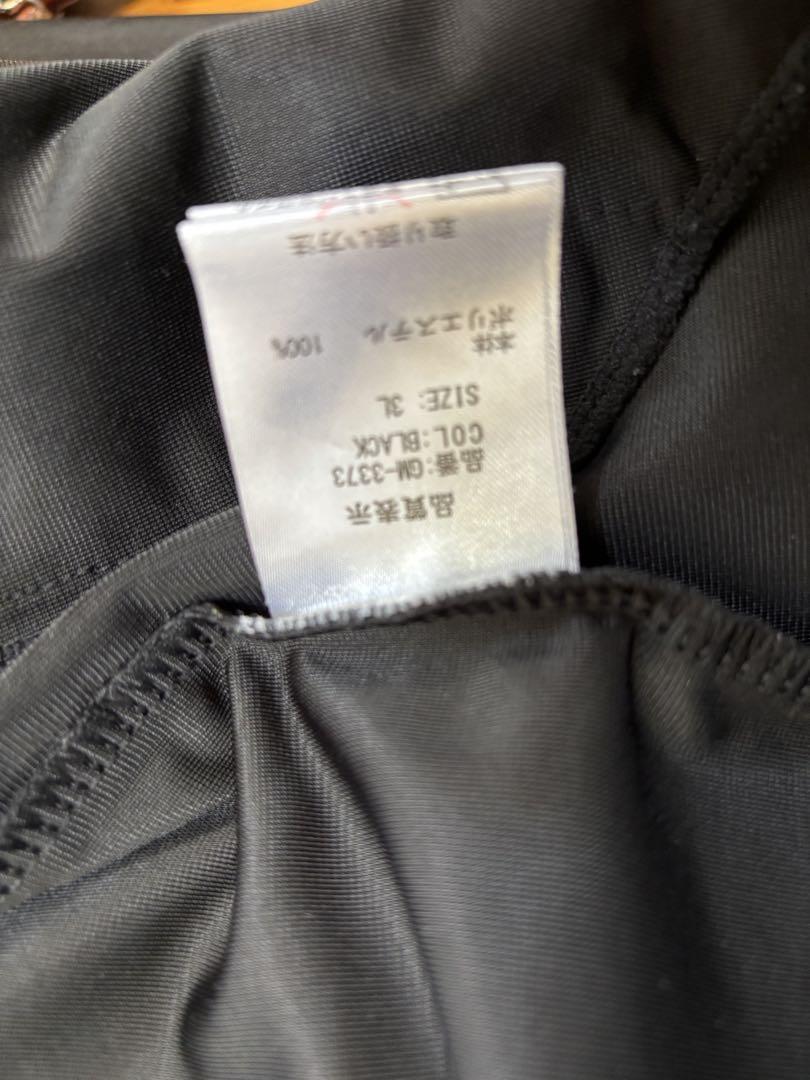 品質表示
品番:GM-3373
COL:BLACK
SIZE: 3L
本体
ポリエステル 100%
取り扱い方法